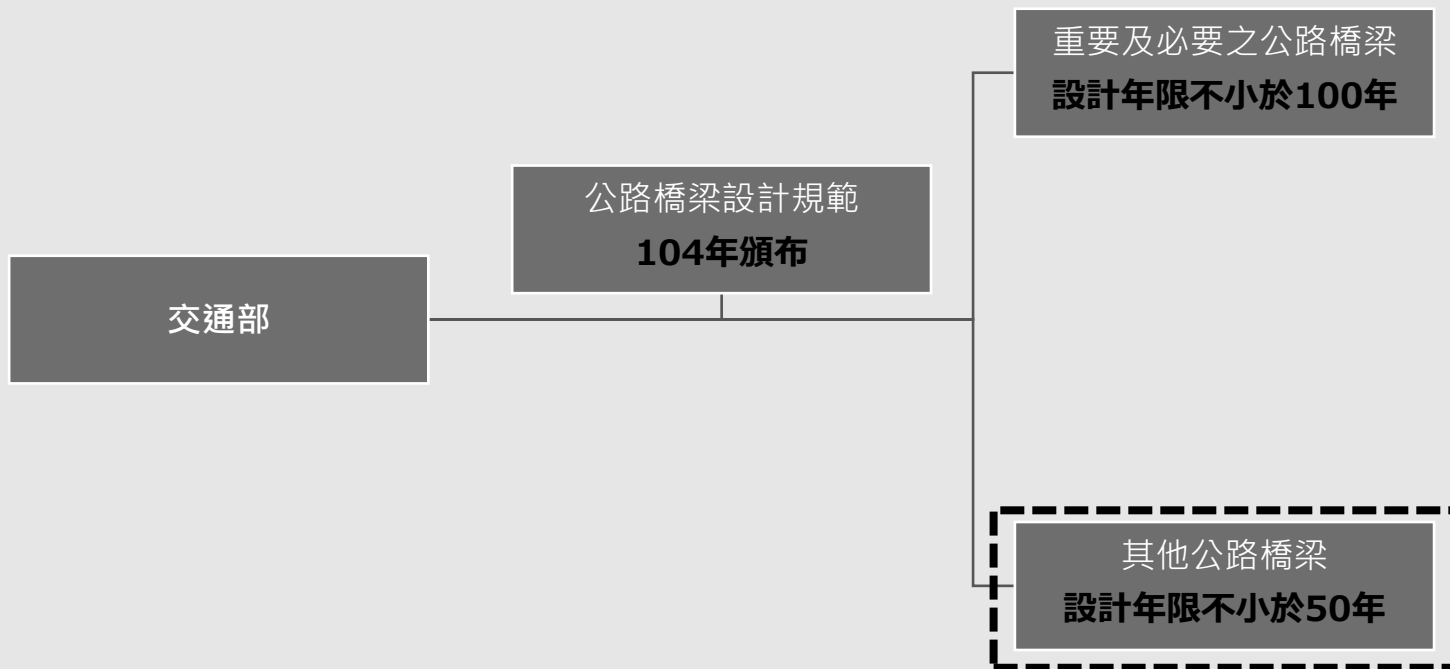 交通部
公路橋梁設計規範
104年頒布
重要及必要之公路橋梁
設計年限不小於100年
其他公路橋梁
設計年限不小於50年